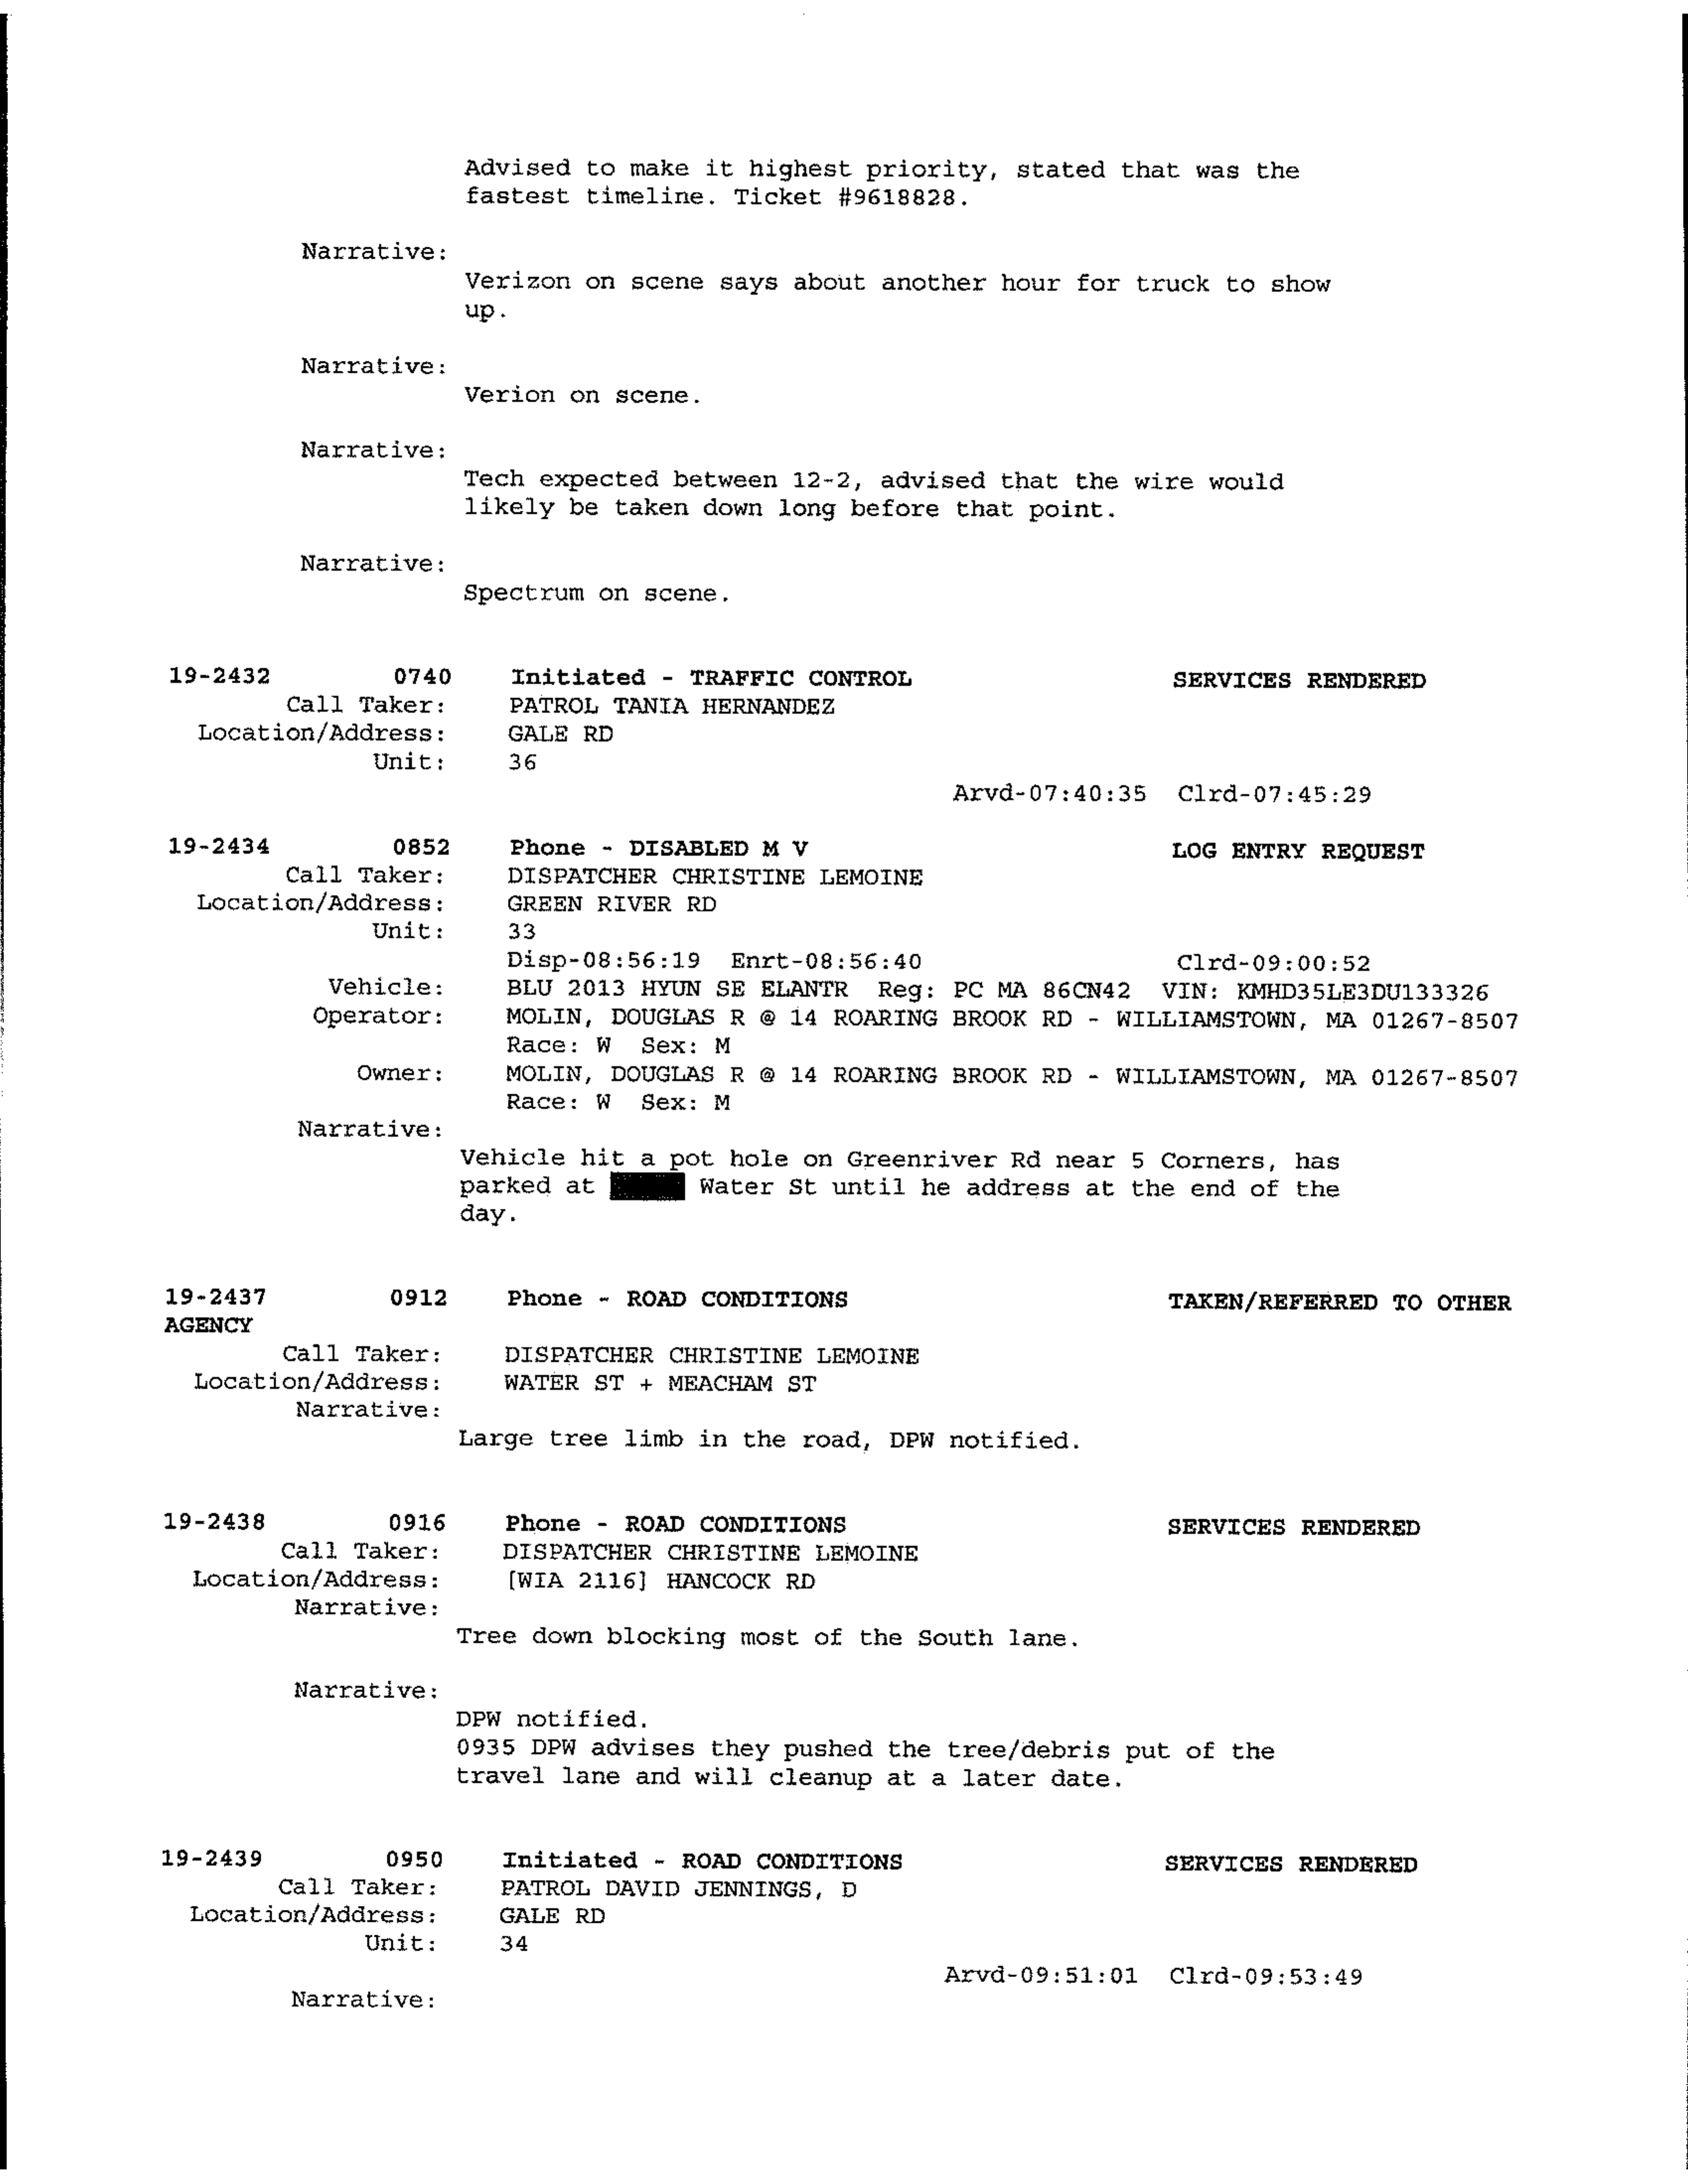 Advised to make it highest priority, stated that was the
fastest timeline. Ticket #9618828.
Narrative:
Verizon on scene says about another hour for truck to show
up.
Narrative:
Verion on scene.
Narrative:
Tech expected between 12-2, advised that the wire would
likely be taken down long before that point.
Narrative:
Spectrum on scene.
19-2432 0740 Initiated - TRAFFIC CONTROL SERVICES RENDERED
Call Taker: PATROL TANIA HERNANDEZ
Location/Address: GALE RD
Unit: 36
Arvd-07:40:35 Clrd-07:45:29
19-2434 0852 Phone - DISABLED M V LOG ENTRY REQUEST
Call Taker: DISPATCHER CHRISTINE LEMOINE
Location/Address: GREEN RIVER RD
Unit: 33
Disp-08:56:19 Enrt-08:56:40 Clrd-09:00:52
Vehicle: BLU 2013 HYUN SE ELANTR Reg: PC MA 86CN42 VIN: KMHD35LE3DU133326
Operator: MOLIN, DOUGLAS R @ 14 ROARING BROOK RD - WILLIAMSTOWN, MA 01267-8507
Race: W Sex: M
Owner: MOLIN, DOUGLAS R @ 14 ROARING BROOK RD - WILLIAMSTOWN, MA 01267-8507
Race: W Sex: M
Narrative:
Vehicle hit a pot hole on Greenriver Rd near 5 Corners, has
parked at Water St until he address at the end of the
day.
19-2437 0912 Phone - ROAD CONDITIONS TAKEN/REFERRED TO OTHER
AGENCY
Call Taker: DISPATCHER CHRISTINE LEMOINE
Location/Address: WATER ST + MEACHAM ST
Narrative:
Large tree limb in the road, DPW notified.
19-2438 0916 Phone - ROAD CONDITIONS SERVICES RENDERED
Call Taker: DISPATCHER CHRISTINE LEMOINE
Location/Address: [WIA 2116] HANCOCK RD
Narrative:
Tree down blocking most of the South lane.
Narrative:
DPW notified.
0935 DPW advises they pushed the tree/debris put of the
travel lane and will cleanup at a later date.
19-2439 0950 Initiated - ROAD CONDITIONS SERVICES RENDERED
Call Taker: PATROL DAVID JENNINGS, D
Location/Address: GALE RD
Unit: 34
Arvd-09:51:01 Clrd-09:53:49
Narrative: